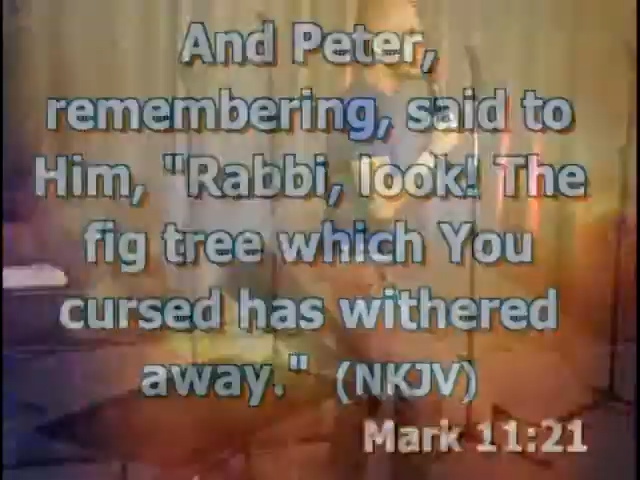 And Peter,
remembering, said to
Him, "Rabbi, look! The
fig tree which You
cursed has withered
away." (NKJV)
Mark 11:21